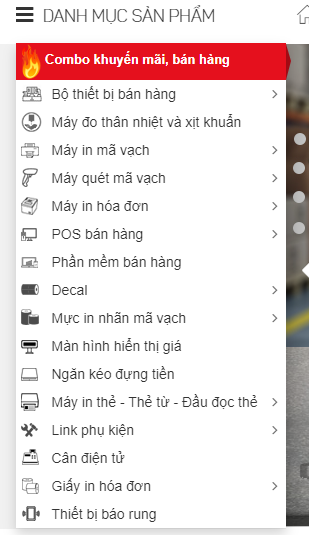 DANH MỤC SẢN PHẨM
Combo khuyến mãi, bán hàng
Bộ thiết bị bán hàng
Máy đo thân nhiệt và xịt khuẩn
Máy in mã vạch
Máy quét mã vạch
Máy in hóa đơn
POS bán hàng
Phần mềm bán hàng
Decal
Mực in nhãn mã vạch
Màn hình hiển thị giá
Ngăn kéo đựng tiền
Máy in thẻ - Thẻ từ - Đầu đọc thẻ
Link phụ kiện
Cân điện tử
Giấy in hóa đơn
Thiết bị báo rung